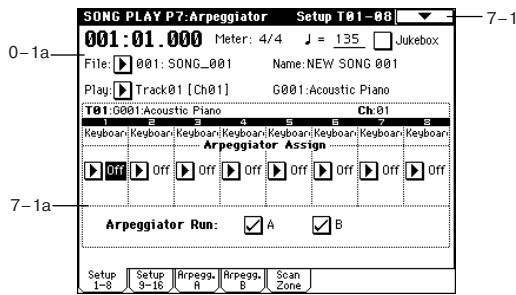 SONG PLAY P7:Arpeggiator Setup T01-08
7-1
001:01.000 Meter: 4/4 ♩ = 135 Jukebox
0-1a
File: 001: SONG_001 Name:NEW SONG 001
Play: Track01 [Ch01] G001:Acoustic Piano
T01:G001:Acoust Piano Ch:01
1 2 3 4 5 6 7 8
Keyboar Keyboar Keyboar Keyboar Keyboar Keyboar Keyboar Keyboar
Arpeggiator Assign
Off Off Off Off Off Off Off Off
7-1a
Arpeggiator Run: A B
Setup 1-8 Setup 9-16 Arpegg. A Arpegg. B Scan Zone